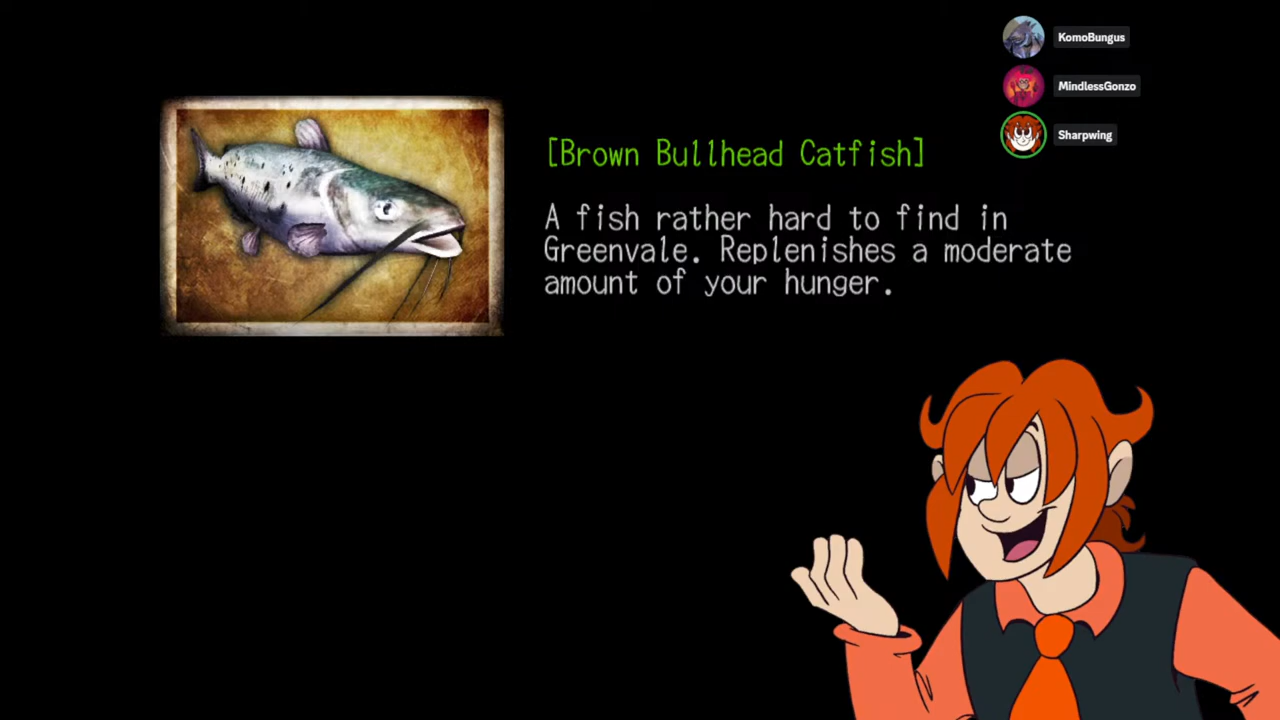 KomoBungus
MindlessGonzo
Sharpwing
[Brown Bullhead Catfish]
A fish rather hard to find in
Greenvale. Replenishes a moderate
amount of your hunger.